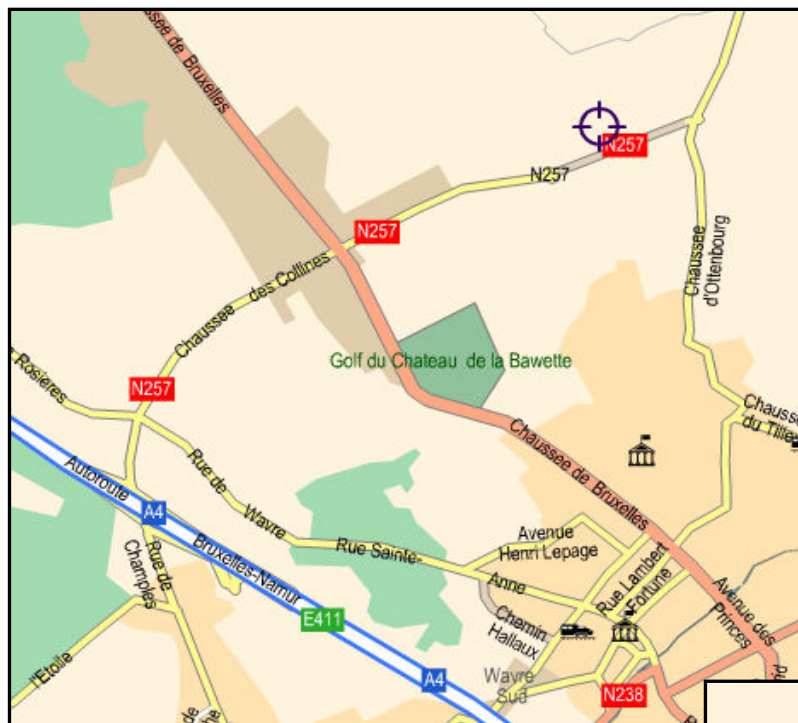 Chaussee de Bruxelles
N257
N257
N257
Chaussee des Collines
Chaussee
d'Ottenbourg
Golf du Chateau de la Bawette
N257
Rosieres
Chaussee
du Tilleu
Chaussee de Bruxelles
Autoroute
Rue de
Wavre
A4
Bruxelles-Namur
Rue Sainte-
Anne
Avenue
Henri Lepage
Rue de
Champles
Rue Lambert
Fortune
Chemin
Hallaux
Avenue des
Princes
E411
l'Etoile
A4
Wavre
Sud
N238